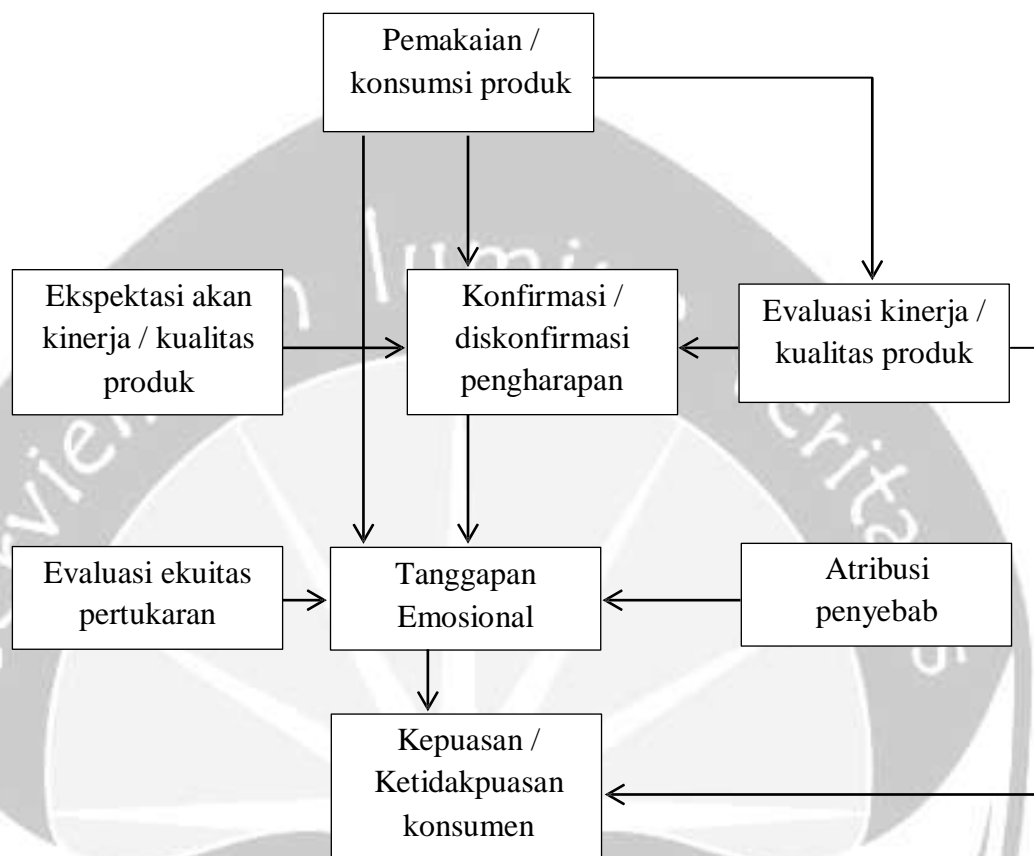 Pemakaian /
konsumsi produk
Ekspektasi akan
kinerja / kualitas
produk
Konfirmasi /
diskonfirmasi
pengharapan
Evaluasi kinerja /
kualitas produk
Evaluasi ekuitas
pertukaran
Tanggapan
Emosional
Atribusi
penyebab
Kepuasan /
Ketidakpuasan
konsumen